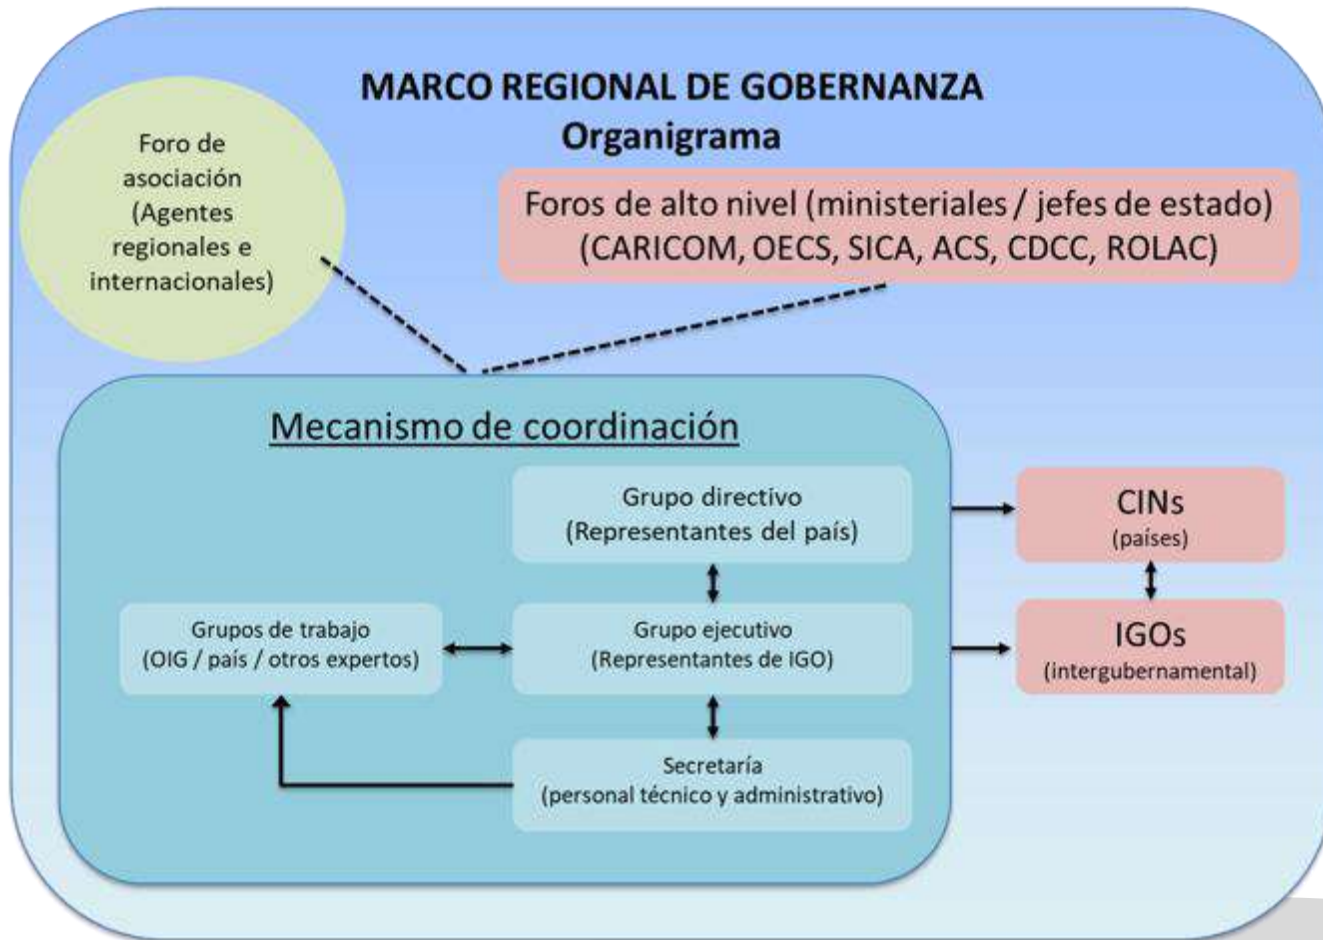 MARCO REGIONAL DE GOBERNANZA
Organigrama
Foro de
asociación
(Agentes
regionales e
internacionales)
Foros de alto nivel (ministeriales / jefes de estado)
(CARICOM, OECS, SICA, ACS, CDCC, ROLAC)
Mecanismo de coordinación
Grupo directivo
(Representantes del país)
CINs
(países)
Grupos de trabajo
(OIG / país / otros expertos)
Grupo ejecutivo
(Representantes de IGO)
IGOs
(intergubernamental)
Secretaría
(personal técnico y administrativo)